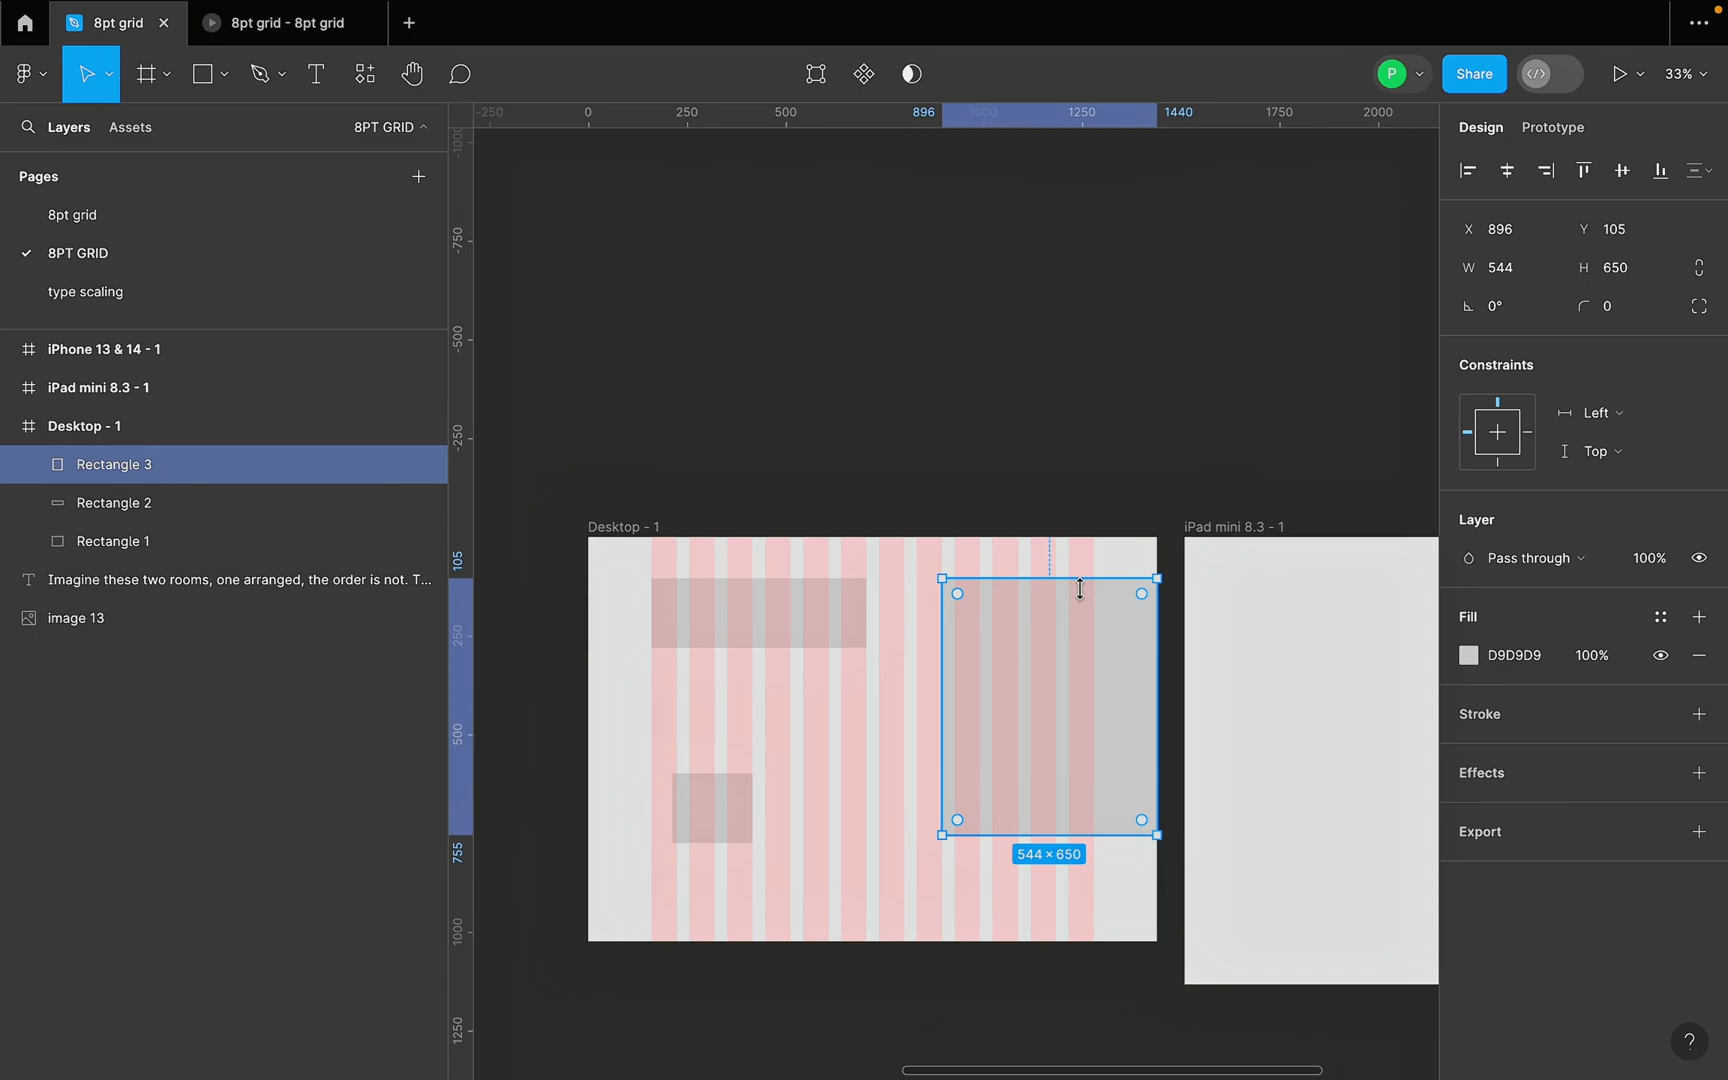 8pt grid
8pt grid - 8pt grid
P
Share
33%
Layers
Assets
8PT GRID
-250
0
250
500
896
1000
1250
1440
1750
2000
Design
Prototype
Pages
8pt grid
8PT GRID
type scaling
X 896
Y 105
W 544
H 650
0°
0
iPhone 13 & 14 - 1
iPad mini 8.3 - 1
Desktop - 1
Rectangle 3
Rectangle 2
Rectangle 1
Imagine these two rooms, one arranged, the order is not. T...
image 13
-1000
-750
-500
-250
105
250
500
755
1000
1250
Desktop - 1
iPad mini 8.3 - 1
544 × 650
Constraints
Left
Top
Layer
Pass through
100%
Fill
D9D9D9
100%
Stroke
Effects
Export
?